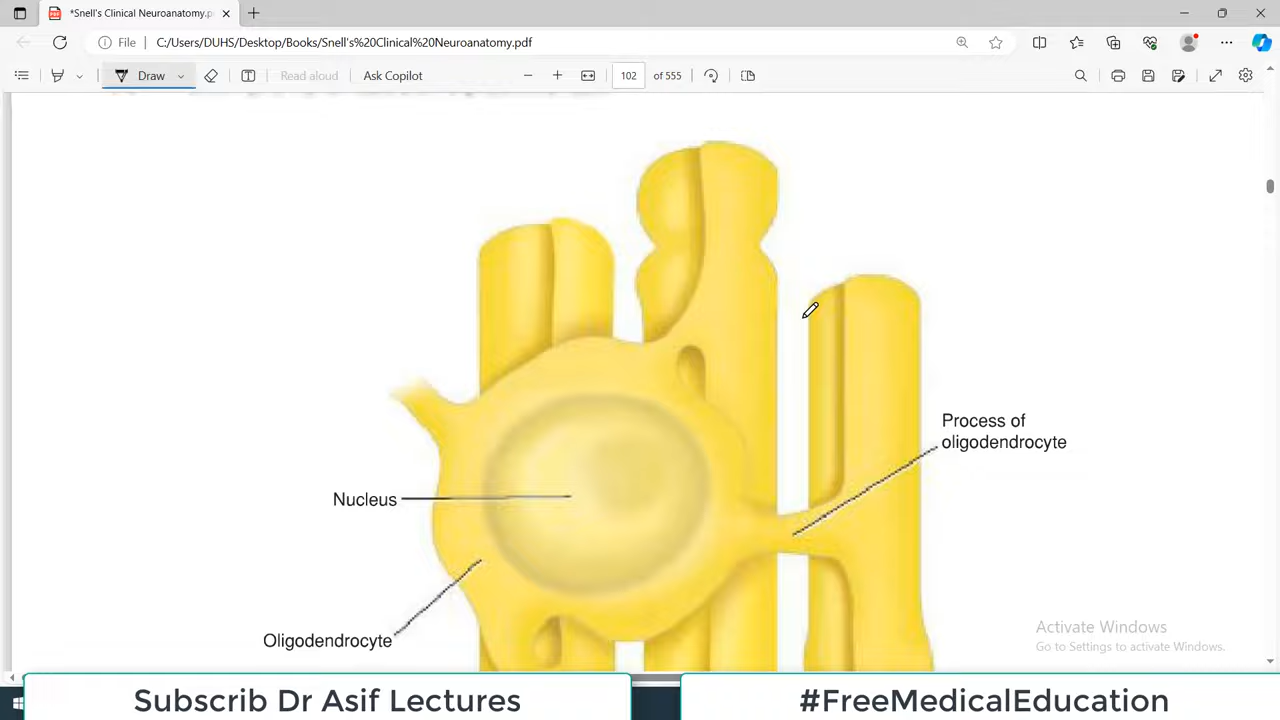 *Snell's Clinical Neuroanatomy.p
File C:/Users/DUHS/Desktop/Books/Snell's%20Clinical%20Neuroanatomy.pdf
Draw Read aloud Ask Copilot 102 of 555
Process of
oligodendrocyte
Nucleus
Oligodendrocyte
Activate Windows
Go to Settings to activate Windows.
Subscrib Dr Asif Lectures
#FreeMedicalEducation